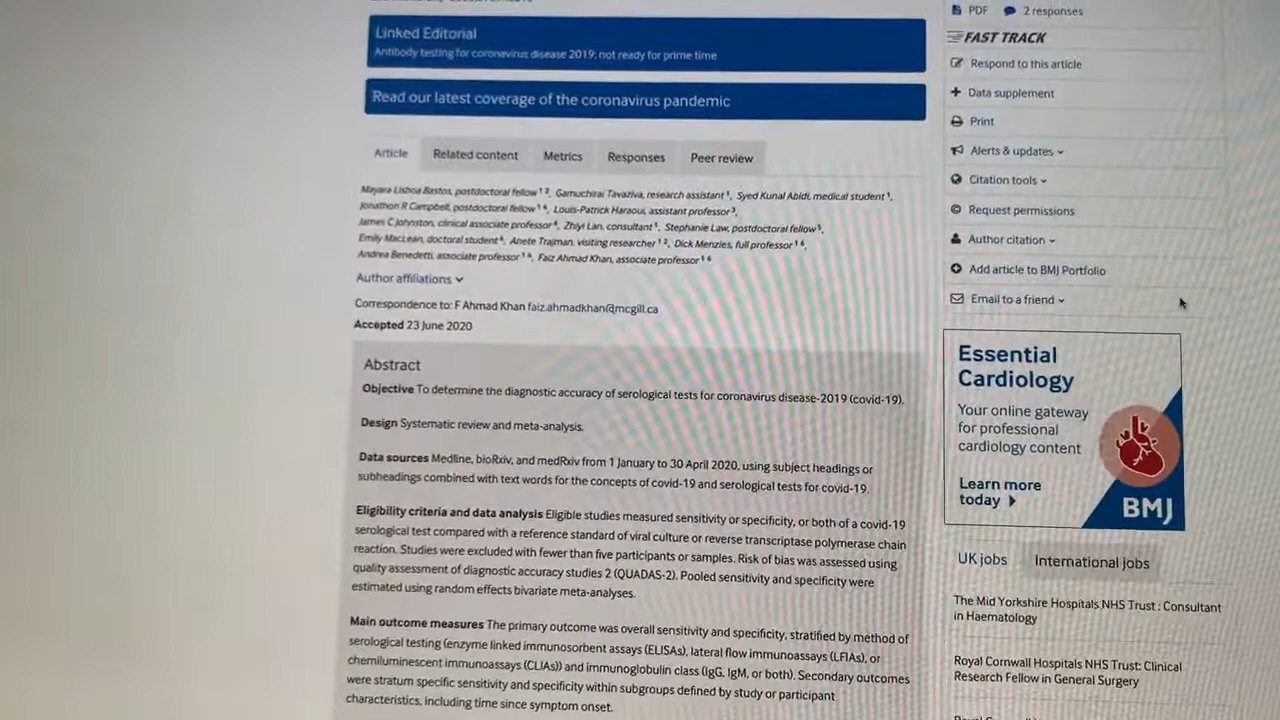 Linked Editorial
Antibody testing for coronavirus disease 2019: not ready for prime time
Read our latest coverage of the coronavirus pandemic
Article
Related content
Metrics
Responses
Peer review
Mayara Lisboa Bastos, postdoctoral fellow 1 2, Gamuchirai Tavaziva, research assistant 1, Syed Kunal Abidi, medical student 1,
Jonathon R Campbell, postdoctoral fellow 1 4, Louis-Patrick Haraoui, assistant professor 3,
James C Johnston, clinical associate professor 4, Zhiyi Lan, consultant 1, Stephanie Law, postdoctoral fellow 5,
Emily MacLean, doctoral student 6, Anete Trajman, visiting researcher 1 2, Dick Menzies, full professor 1 6,
Andrea Benedetti, associate professor 1 6, Faiz Ahmad Khan, associate professor 1 6
Author affiliations
Correspondence to: F Ahmad Khan faiz.ahmadkhan@mcgill.ca
Accepted 23 June 2020
Abstract
Objective To determine the diagnostic accuracy of serological tests for coronavirus disease-2019 (covid-19).
Design Systematic review and meta-analysis.
Data sources Medline, bioRxiv, and medRxiv from 1 January to 30 April 2020, using subject headings or
subheadings combined with text words for the concepts of covid-19 and serological tests for covid-19.
Eligibility criteria and data analysis Eligible studies measured sensitivity or specificity, or both of a covid-19
serological test compared with a reference standard of viral culture or reverse transcriptase polymerase chain
reaction. Studies were excluded with fewer than five participants or samples. Risk of bias was assessed using
quality assessment of diagnostic accuracy studies 2 (QUADAS-2). Pooled sensitivity and specificity were
estimated using random effects bivariate meta-analyses.
Main outcome measures The primary outcome was overall sensitivity and specificity, stratified by method of
serological testing (enzyme linked immunosorbent assays (ELISAs), lateral flow immunoassays (LFIAs), or
chemiluminescent immunoassays (CLIAs)) and immunoglobulin class (IgG, IgM, or both). Secondary outcomes
were stratum specific sensitivity and specificity within subgroups defined by study or participant
characteristics, including time since symptom onset.
PDF
2 responses
FAST TRACK
Respond to this article
Data supplement
Print
Alerts & updates
Citation tools
Request permissions
Author citation
Add article to BMJ Portfolio
Email to a friend
Essential
Cardiology
Your online gateway
for professional
cardiology content
Learn more
today
BMJ
UK jobs
International jobs
The Mid Yorkshire Hospitals NHS Trust : Consultant
in Haematology
Royal Cornwall Hospitals NHS Trust: Clinical
Research Fellow in General Surgery